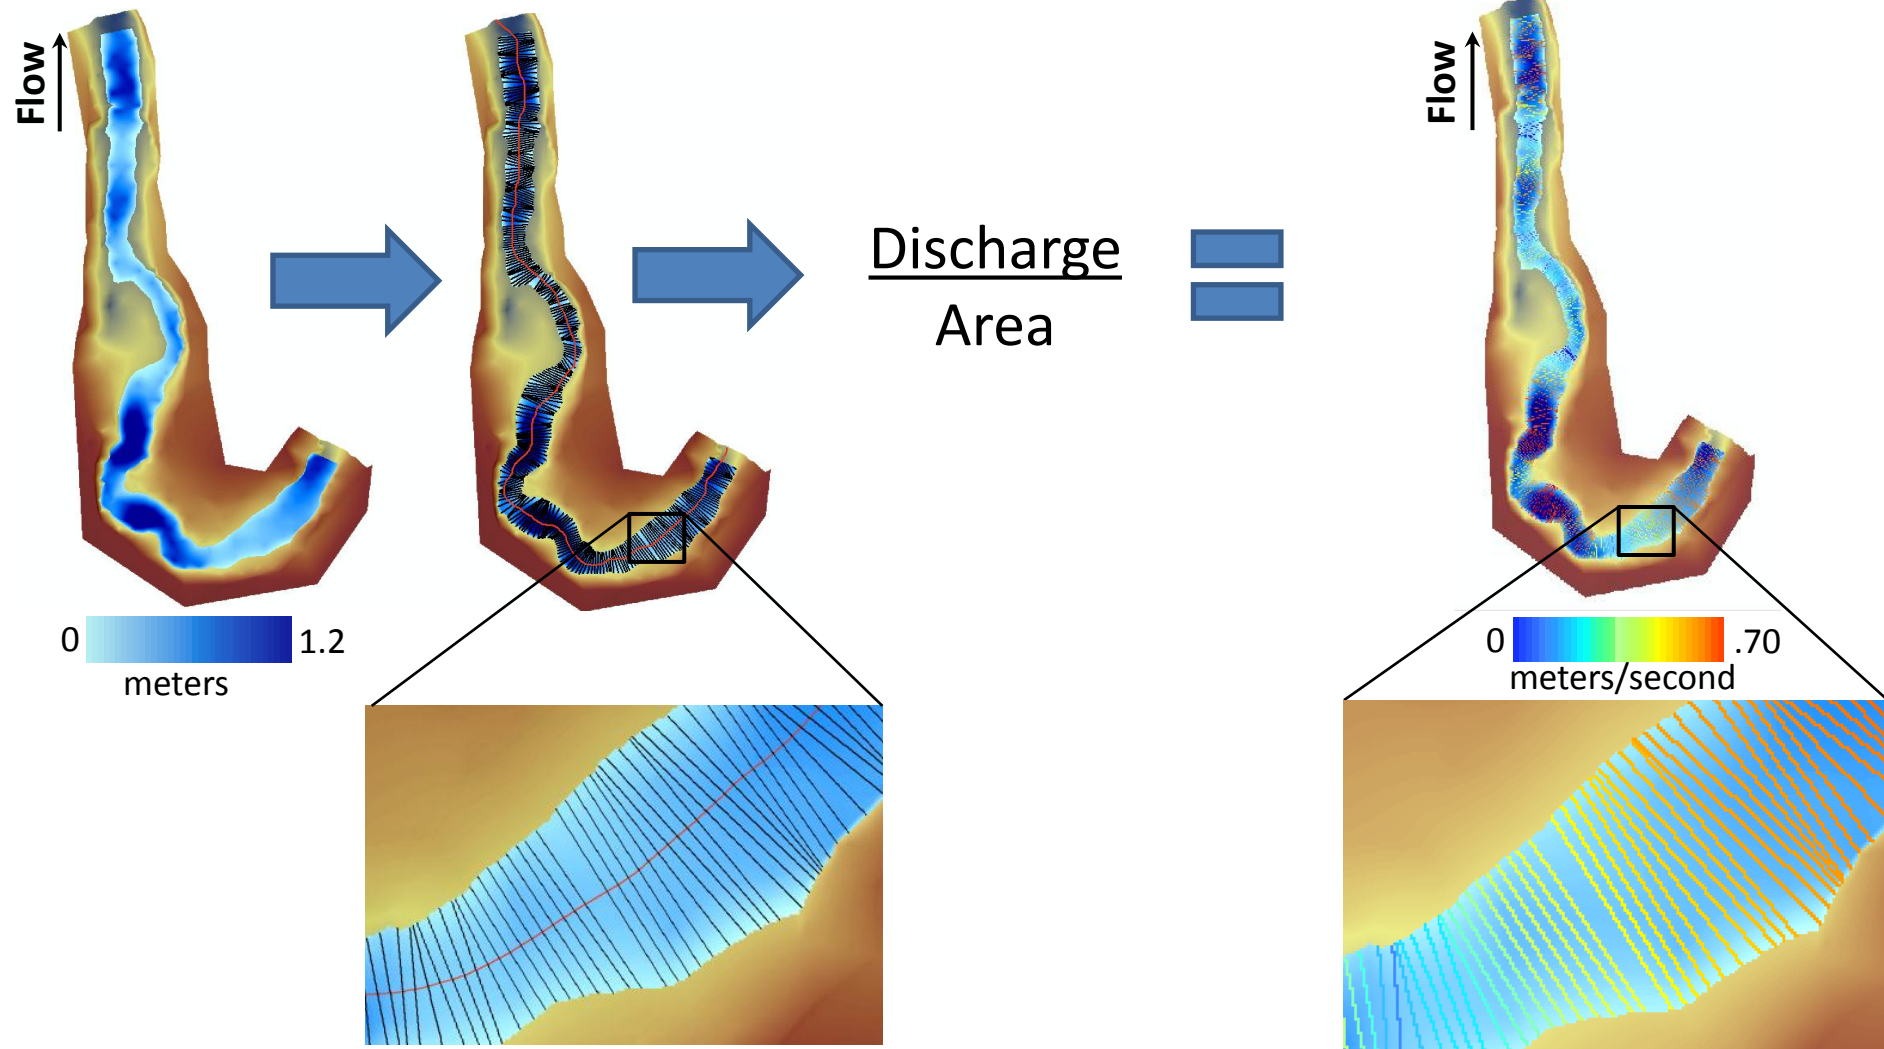 Flow
0
1.2
meters
Discharge
Area
Flow
0
.70
meters/second